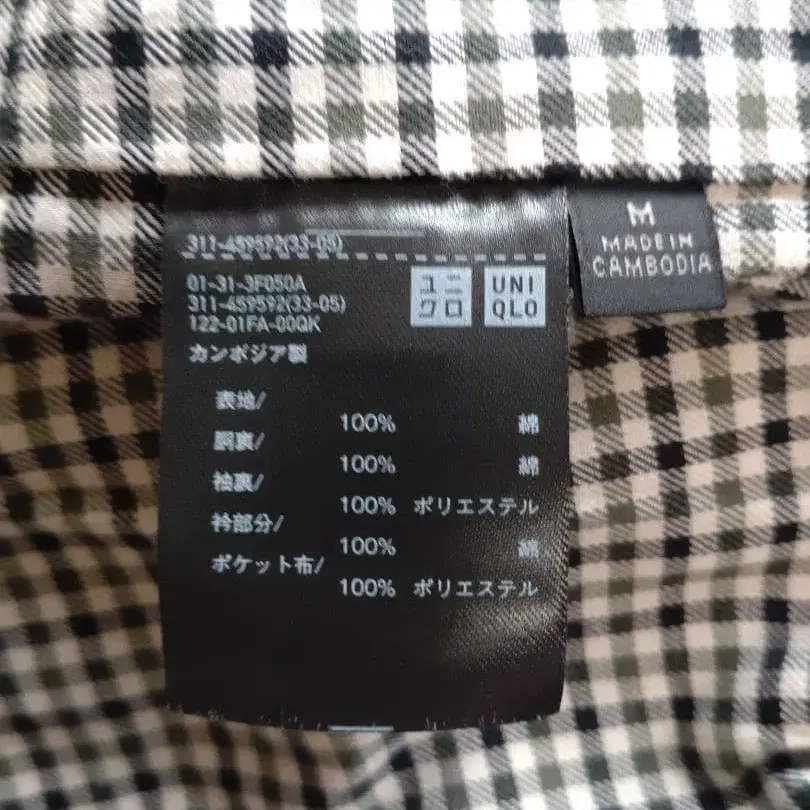 311-459592(33-05)
01-31-3F050A
311-459592(33-05)
122-01FA-00QK
カンボジア製
ユニ
クロ
UNI
QLO
M
MADE IN
CAMBODIA
表地/
100% 綿
胴裏/
100% 綿
袖裏/
100% ポリエステル
衿部分/
100% 綿
ポケット布/
100% ポリエステル